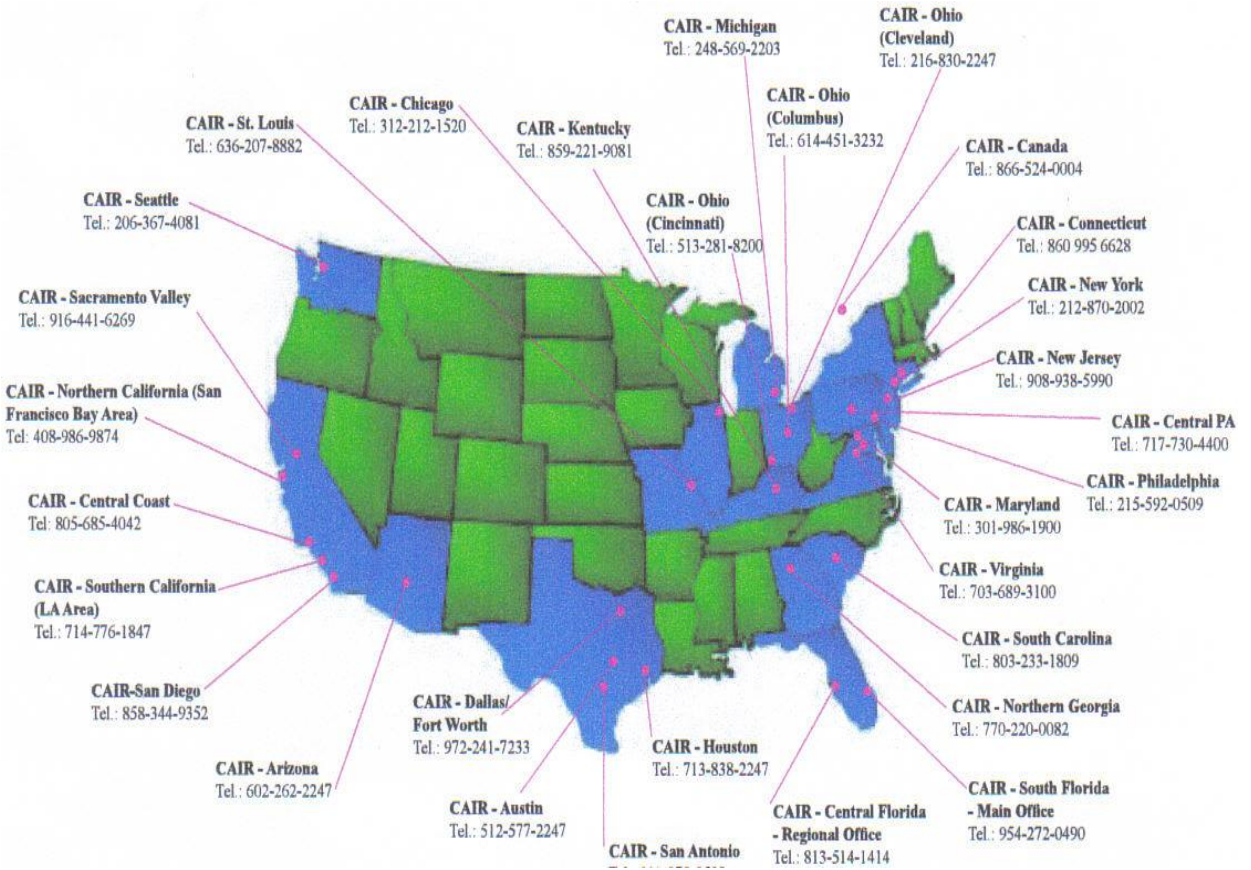 CAIR - Michigan
Tel.: 248-569-2203
CAIR - Ohio
(Cleveland)
Tel.: 216-830-2247
CAIR - Chicago
Tel.: 312-212-1520
CAIR - Ohio
(Columbus)
Tel.: 614-451-3232
CAIR - St. Louis
Tel.: 636-207-8882
CAIR - Kentucky
Tel.: 859-221-9081
CAIR - Canada
Tel.: 866-524-0004
CAIR - Seattle
Tel.: 206-367-4081
CAIR - Ohio
(Cincinnati)
Tel.: 513-281-8200
CAIR - Connecticut
Tel.: 860 995 6628
CAIR - Sacramento Valley
Tel.: 916-441-6269
CAIR - New York
Tel.: 212-870-2002
CAIR - New Jersey
Tel.: 908-938-5990
CAIR - Northern California (San
Francisco Bay Area)
Tel: 408-986-9874
CAIR - Central PA
Tel.: 717-730-4400
CAIR - Philadelphia
Tel.: 215-592-0509
CAIR - Central Coast
Tel: 805-685-4042
CAIR - Maryland
Tel.: 301-986-1900
CAIR - Virginia
Tel.: 703-689-3100
CAIR - Southern California
(LA Area)
Tel.: 714-776-1847
CAIR - South Carolina
Tel.: 803-233-1809
CAIR-San Diego
Tel.: 858-344-9352
CAIR - Dallas/
Fort Worth
Tel.: 972-241-7233
CAIR - Northern Georgia
Tel.: 770-220-0082
CAIR - Houston
Tel.: 713-838-2247
CAIR - Arizona
Tel.: 602-262-2247
CAIR - South Florida
- Main Office
Tel.: 954-272-0490
CAIR - Austin
Tel.: 512-577-2247
CAIR - Central Florida
- Regional Office
Tel.: 813-514-1414
CAIR - San Antonio